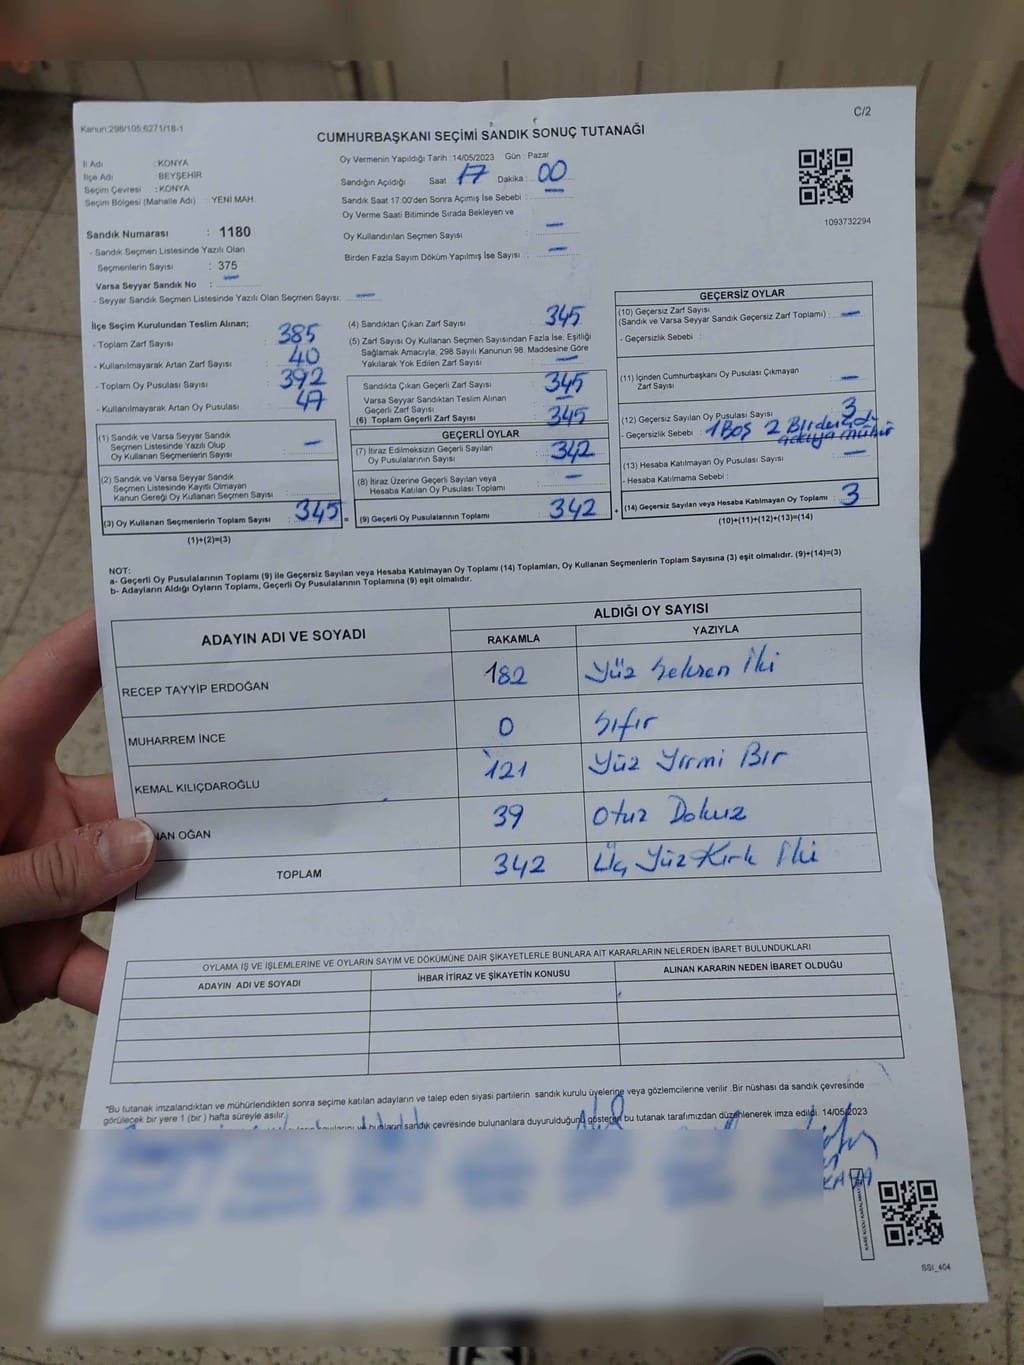 Kanun:298/105;6271/18-1
C/2
CUMHURBAŞKANI SEÇİMİ SANDIK SONUÇ TUTANAĞI
İl Adı : KONYA
İlçe Adı : BEYŞEHİR
Seçim Çevresi : KONYA
Seçim Bölgesi (Mahalle Adı) : YENİ MAH.
Sandık Numarası : 1180
- Sandık Seçmen Listesinde Yazılı Olan
Seçmenlerin Sayısı : 375
Varsa Seyyar Sandık No : —
- Seyyar Sandık Seçmen Listesinde Yazılı Olan Seçmen Sayısı: —
Oy Vermenin Yapıldığı Tarih : 14/05/2023 Gün : Pazar
Sandığın Açıldığı Saat : 17 Dakika : 00
Sandık Saat 17:00'den Sonra Açımış İse Sebebi : —
Oy Verme Saati Bitiminde Sırada Bekleyen ve
Oy Kullandırılan Seçmen Sayısı —
Birden Fazla Sayım Döküm Yapılmış İse Sayısı : —
1093732294
İlçe Seçim Kurulundan Teslim Alınan;
- Toplam Zarf Sayısı : 385
- Kullanılmayarak Artan Zarf Sayısı : 40
- Toplam Oy Pusulası Sayısı : 392
- Kullanılmayarak Artan Oy Pusulası : 47
(1) Sandık ve Varsa Seyyar Sandık
Seçmen Listesinde Yazılı Olup
Oy Kullanan Seçmenlerin Sayısı : —
(2) Sandık ve Varsa Seyyar Sandık
Seçmen Listesinde Kayıtlı Olmayan
Kanun Gereği Oy Kullanan Seçmen Sayısı :
(3) Oy Kullanan Seçmenlerin Toplam Sayısı : 345 =
(1)+(2)=(3)
(4) Sandıktan Çıkan Zarf Sayısı : 345
(5) Zarf Sayısı Oy Kullanan Seçmen Sayısından Fazla İse, Eşitliği
Sağlamak Amacıyla; 298 Sayılı Kanunun 98. Maddesine Göre
Yakılarak Yok Edilen Zarf Sayısı : —
Sandıkta Çıkan Geçerli Zarf Sayısı : 345
Varsa Seyyar Sandıktan Teslim Alınan
Geçerli Zarf Sayısı : —
(6) Toplam Geçerli Zarf Sayısı : 345
GEÇERLİ OYLAR
(7) İtiraz Edilmeksizin Geçerli Sayılan
Oy Pusulalarının Sayısı : 342
(8) İtiraz Üzerine Geçerli Sayılan veya
Hesaba Katılan Oy Pusulası Toplamı : —
(9) Geçerli Oy Pusulalarının Toplamı : 342 +
GEÇERSİZ OYLAR
(10) Geçersiz Zarf Sayısı
(Sandık ve Varsa Seyyar Sandık Geçersiz Zarf Toplamı) : —
- Geçersizlik Sebebi :
(11) İçinden Cumhurbaşkanı Oy Pusulası Çıkmayan
Zarf Sayısı : —
(12) Geçersiz Sayılan Oy Pusulası Sayısı : 3
- Geçersizlik Sebebi : 1 Boş 2
(13) Hesaba Katılmayan Oy Pusulası Sayısı : —
- Hesaba Katılmama Sebebi :
(14) Geçersiz Sayılan veya Hesaba Katılmayan Oy Toplamı : 3
(10)+(11)+(12)+(13)=(14)
NOT:
a- Geçerli Oy Pusulalarının Toplamı (9) ile Geçersiz Sayılan veya Hesaba Katılmayan Oy Toplamı (14) Toplamları, Oy Kullanan Seçmenlerin Toplam Sayısına (3) eşit olmalıdır. (9)+(14)=(3)
b- Adayların Aldığı Oyların Toplamı, Geçerli Oy Pusulalarının Toplamına (9) eşit olmalıdır.
ADAYIN ADI VE SOYADI ALDIĞI OY SAYISI
RAKAMLA YAZIYLA
RECEP TAYYİP ERDOĞAN 182 Yüz Seksen İki
MUHARREM İNCE 0 Sıfır
KEMAL KILIÇDAROĞLU 121 Yüz Yirmi Bir
NAN OĞAN 39 Otuz Dokuz
TOPLAM 342 Üç Yüz Kırk İki
OYLAMA İŞ VE İŞLEMLERİNE VE OYLARIN SAYIM VE DÖKÜMÜNE DAİR ŞİKAYETLERLE BUNLARA AİT KARARLARIN NELERDEN İBARET BULUNDUKLARI
ADAYIN ADI VE SOYADI İHBAR İTİRAZ VE ŞİKAYETİN KONUSU ALINAN KARARIN NEDEN İBARET OLDUĞU
*Bu tutanak imzalandıktan ve mühürlendikten sonra seçime katılan adayların ve talep eden siyasi partilerin sandık kurulu üyelerine veya gözlemcilerine verilir .Bir nüshası da sandık çevresinde
görülecek bir yere 1 (bir ) hafta süreyle asılır.
bunların sandık çevresinde bulunanlara duyurulduğunu gösteren bu tutanak tarafımızdan düzenlenerek imza edildi. 14/05/2023
SSİ_404